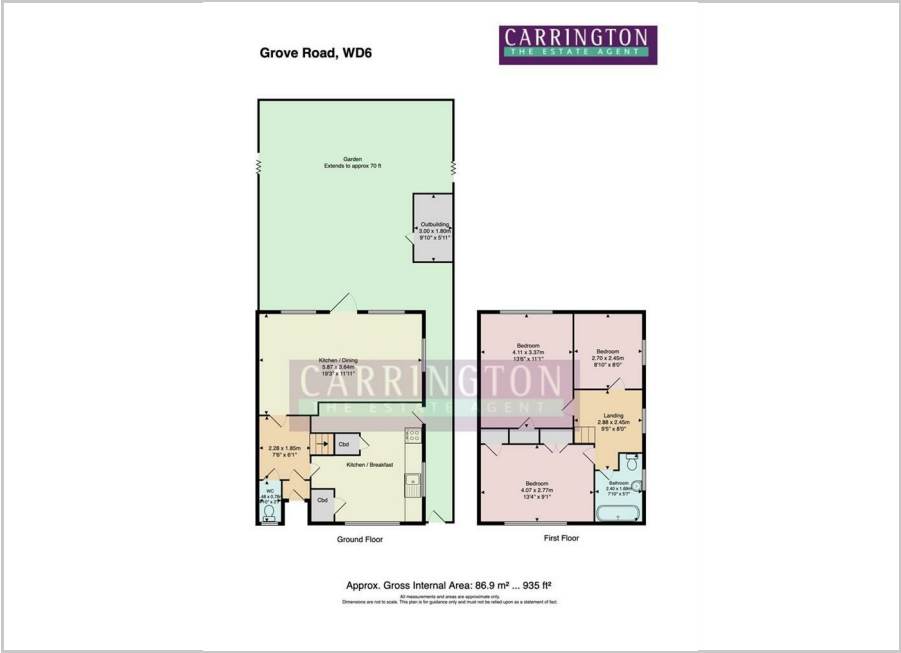 CARRINGTON
THE ESTATE AGENT
Grove Road, WD6
Garden
Extends to approx 70 ft
Outbuilding
3.00 x 1.80m
9'10" x 5'11"
Kitchen / Dining
5.87 x 3.64m
19'3" x 11'11"
CARRINGTON
THE ESTATE AGENT
2.28 x 1.85m
7'6" x 6'1"
Cbd
Kitchen / Breakfast
WC
Cbd
Ground Floor
Bedroom
4.11 x 3.37m
13'6" x 11'1"
Bedroom
2.70 x 2.45m
8'10" x 8'0"
Landing
2.88 x 2.45m
9'5" x 8'0"
Bedroom
4.07 x 2.77m
13'4" x 9'1"
Bathroom
2.40 x 1.69m
7'10" x 5'7"
First Floor
Approx. Gross Internal Area: 86.9 m² ... 935 ft²
All measurements and areas are approximate only.
Dimensions are not to scale. This plan is for guidance only and must not be relied upon as a statement of fact.